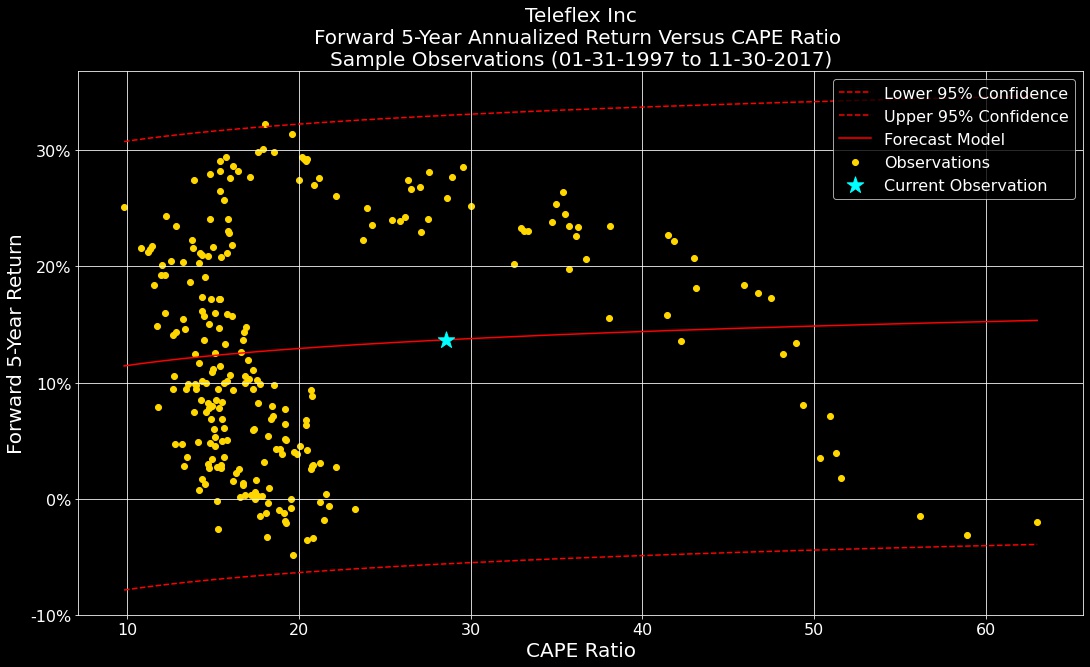 Teleflex Inc
Forward 5-Year Annualized Return Versus CAPE Ratio
Sample Observations (01-31-1997 to 11-30-2017)
Lower 95% Confidence
Upper 95% Confidence
Forecast Model
Observations
Current Observation
Forward 5-Year Return
30%
20%
10%
0%
-10%
10 20 30 40 50 60
CAPE Ratio